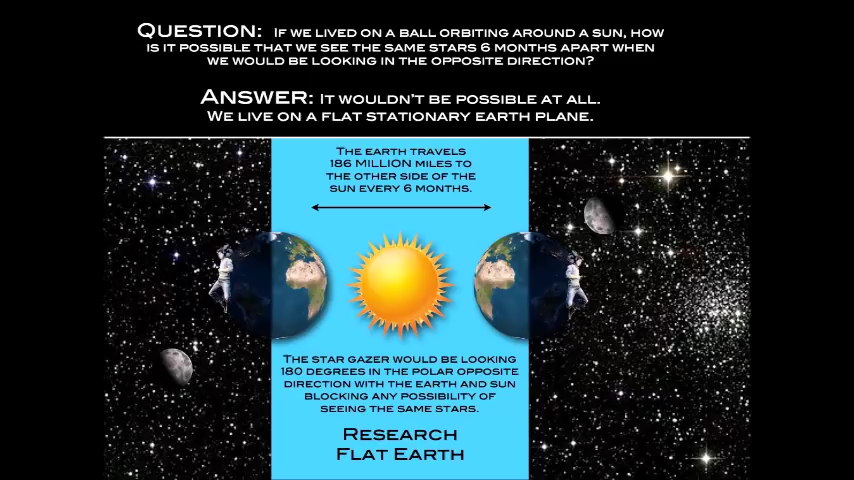 QUESTION: IF WE LIVED ON A BALL ORBITING AROUND A SUN, HOW
IS IT POSSIBLE THAT WE SEE THE SAME STARS 6 MONTHS APART WHEN
WE WOULD BE LOOKING IN THE OPPOSITE DIRECTION?
ANSWER: IT WOULDN'T BE POSSIBLE AT ALL.
WE LIVE ON A FLAT STATIONARY EARTH PLANE.
THE EARTH TRAVELS
186 MILLION MILES TO
THE OTHER SIDE OF THE
SUN EVERY 6 MONTHS.
THE STAR GAZER WOULD BE LOOKING
180 DEGREES IN THE POLAR OPPOSITE
DIRECTION WITH THE EARTH AND SUN
BLOCKING ANY POSSIBILITY OF
SEEING THE SAME STARS.
RESEARCH
FLAT EARTH